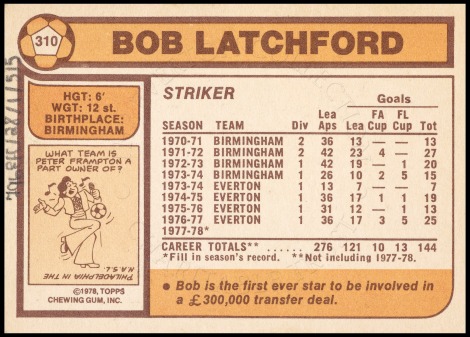 310
BOB LATCHFORD
HGT: 6'
WGT: 12 st.
BIRTHPLACE:
BIRMINGHAM
WHAT TEAM IS
PETER FRAMPTON A
PART OWNER OF?
PHILADELPHIA IN THE
N.A.S.L.
©1978, TOPPS
CHEWING GUM, INC.
STRIKER
Goals
Lea FA FL
SEASON TEAM Div Aps Lea Cup Cup Tot
1970-71 BIRMINGHAM 2 36 13 — — 13
1971-72 BIRMINGHAM 2 42 23 4 — 27
1972-73 BIRMINGHAM 1 42 19 — 1 20
1973-74 BIRMINGHAM 1 26 10 2 5 15
1973-74 EVERTON 1 13 7 — — 7
1974-75 EVERTON 1 36 17 1 1 19
1975-76 EVERTON 1 31 12 — 1 13
1976-77 EVERTON 1 36 17 3 5 25
1977-78*
CAREER TOTALS** ...... 276 121 10 13 144
*Fill in season's record. **Not including 1977-78.
● Bob is the first ever star to be involved in
a £300,000 transfer deal.